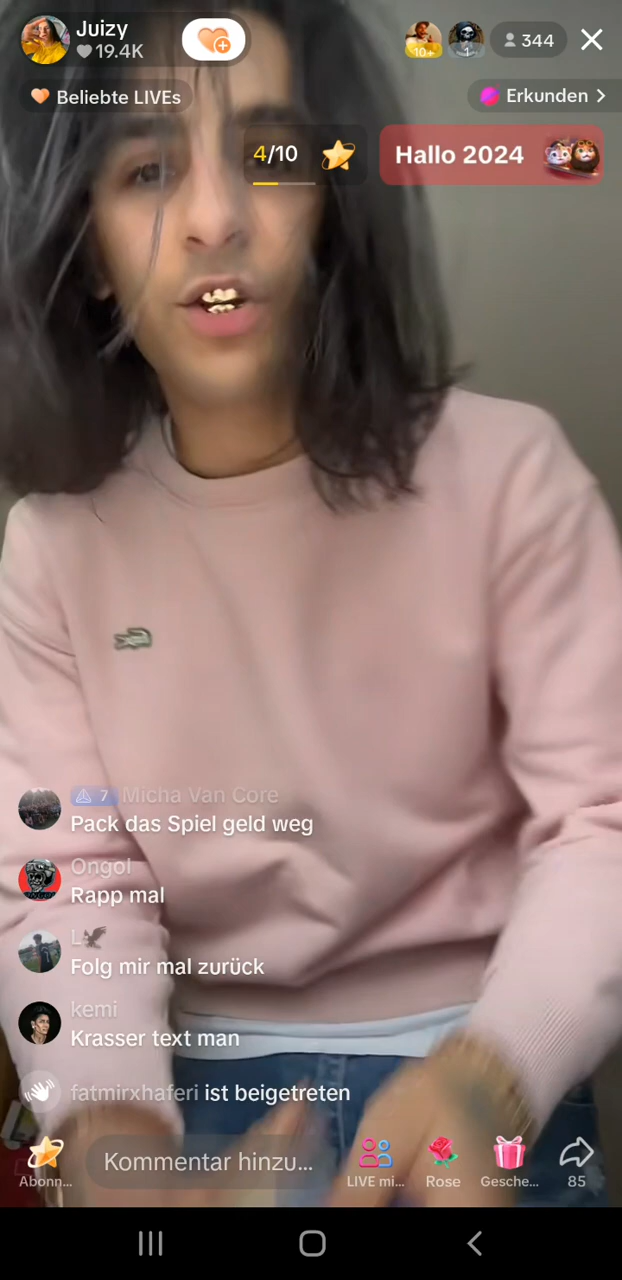 Juizy
19.4K
10+
1
344
Beliebte LIVEs
Erkunden
4/10
Hallo 2024
7 Micha Van Core
Pack das Spiel geld weg
Ongol
Rapp mal
L
Folg mir mal zurück
kemi
Krasser text man
fatmirxhaferi ist beigetreten
Kommentar hinzu...
Abonn...
LIVE mi...
Rose
Gesche...
85